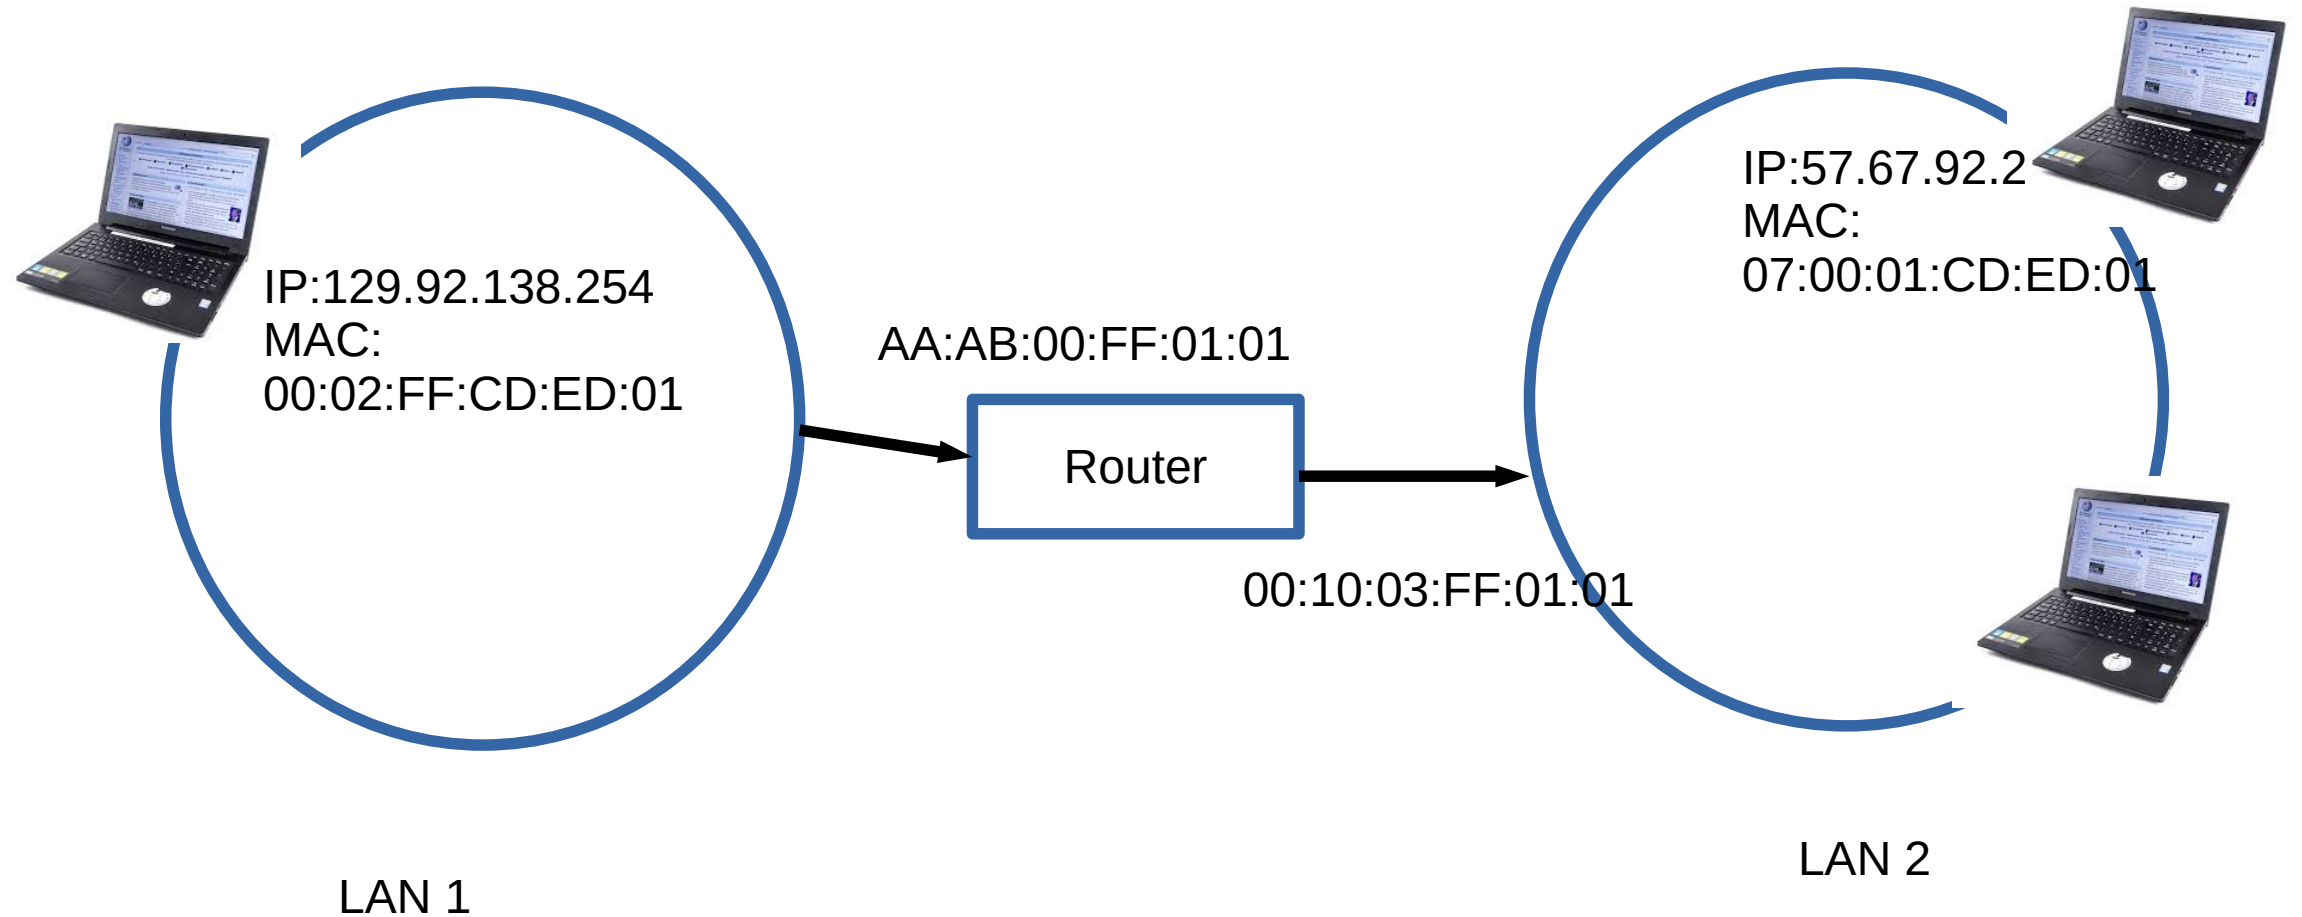 IP:57.67.92.2
MAC:
07:00:01:CD:ED:01
IP:129.92.138.254
MAC:
00:02:FF:CD:ED:01
AA:AB:00:FF:01:01
Router
00:10:03:FF:01:01
LAN 2
LAN 1